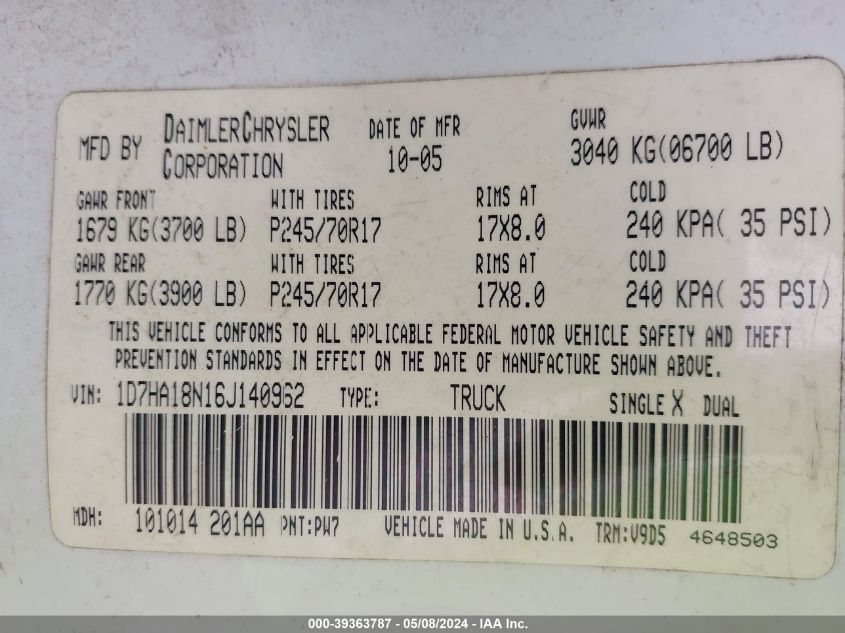 MFD BY DAIMLERCHRYSLER CORPORATION DATE OF MFR 10-05 GVWR 3040 KG(06700 LB)
GAWR FRONT WITH TIRES RIMS AT COLD
1679 KG(3700 LB) P245/70R17 17X8.0 240 KPA( 35 PSI)
GAWR REAR WITH TIRES RIMS AT COLD
1770 KG(3900 LB) P245/70R17 17X8.0 240 KPA( 35 PSI)
THIS VEHICLE CONFORMS TO ALL APPLICABLE FEDERAL MOTOR VEHICLE SAFETY AND THEFT
PREVENTION STANDARDS IN EFFECT ON THE DATE OF MANUFACTURE SHOWN ABOVE.
VIN: 1D7HA18N16J140962 TYPE: TRUCK SINGLE X DUAL
MDH: 101014 201AA PNT:PW7 VEHICLE MADE IN U.S.A. TRM:V9D5 4648503
000-39363787 - 05/08/2024 - IAA Inc.